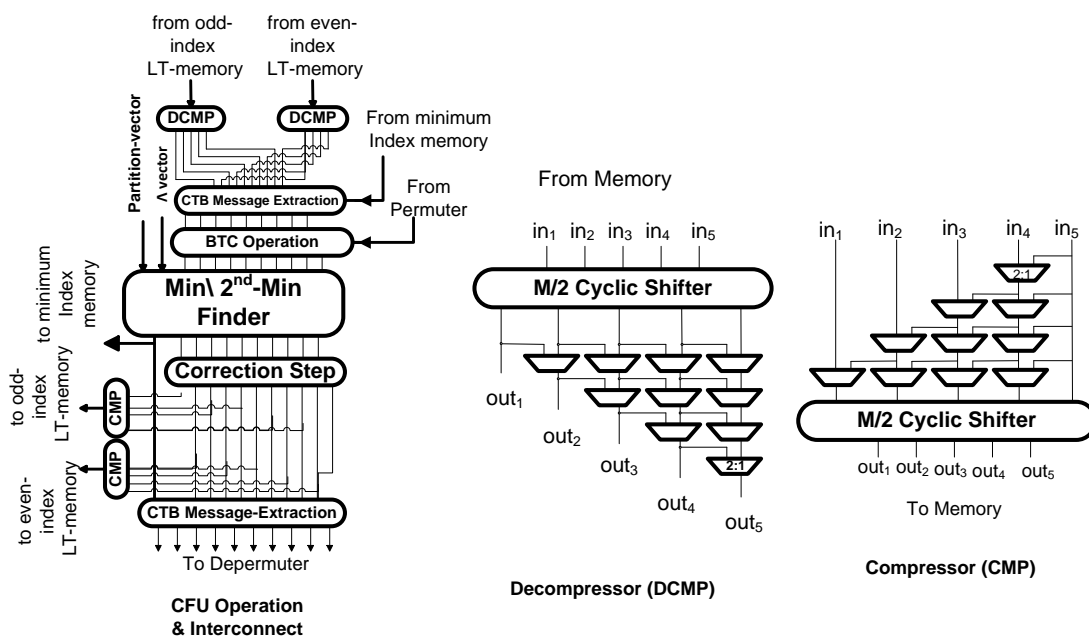 from odd-
index
LT-memory
from even-
index
LT-memory
DCMP
DCMP
From minimum
Index memory
Partition-vector
Λ vector
CTB Message Extraction
From
Permuter
BTC Operation
Min\ 2nd-Min
Finder
to minimum
Index
memory
Correction Step
to odd-
index
LT-memory
CMP
CMP
to even-
index
LT-memory
CTB Message-Extraction
To Depermuter
CFU Operation
& Interconnect
From Memory
in1 in2 in3 in4 in5
M/2 Cyclic Shifter
out1
out2
out3
out4
2:1
out5
Decompressor (DCMP)
in1 in2 in3 in4 in5
2:1
M/2 Cyclic Shifter
out1 out2 out3 out4 out5
To Memory
Compressor (CMP)